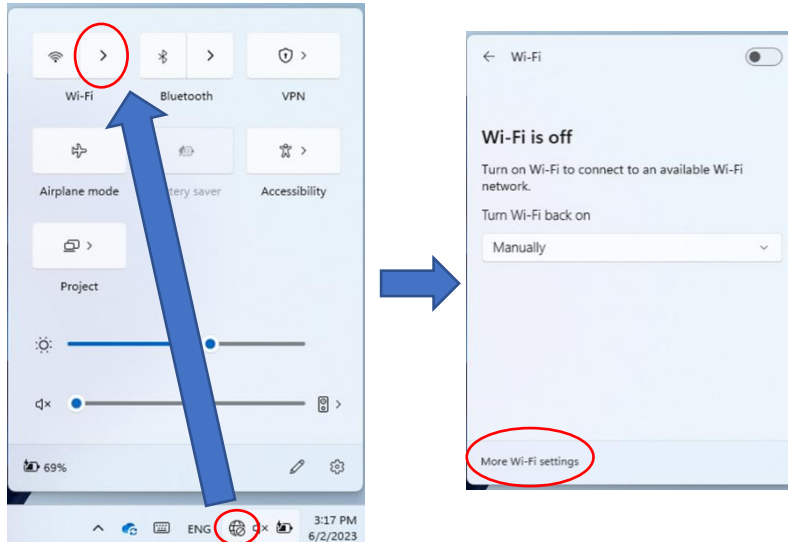 Wi-Fi
Bluetooth
VPN
Airplane mode
tery saver
Accessibility
Project
69%
ENG
3:17 PM
6/2/2023
Wi-Fi
Wi-Fi is off
Turn on Wi-Fi to connect to an available Wi-Fi
network.
Turn Wi-Fi back on
Manually
More Wi-Fi settings